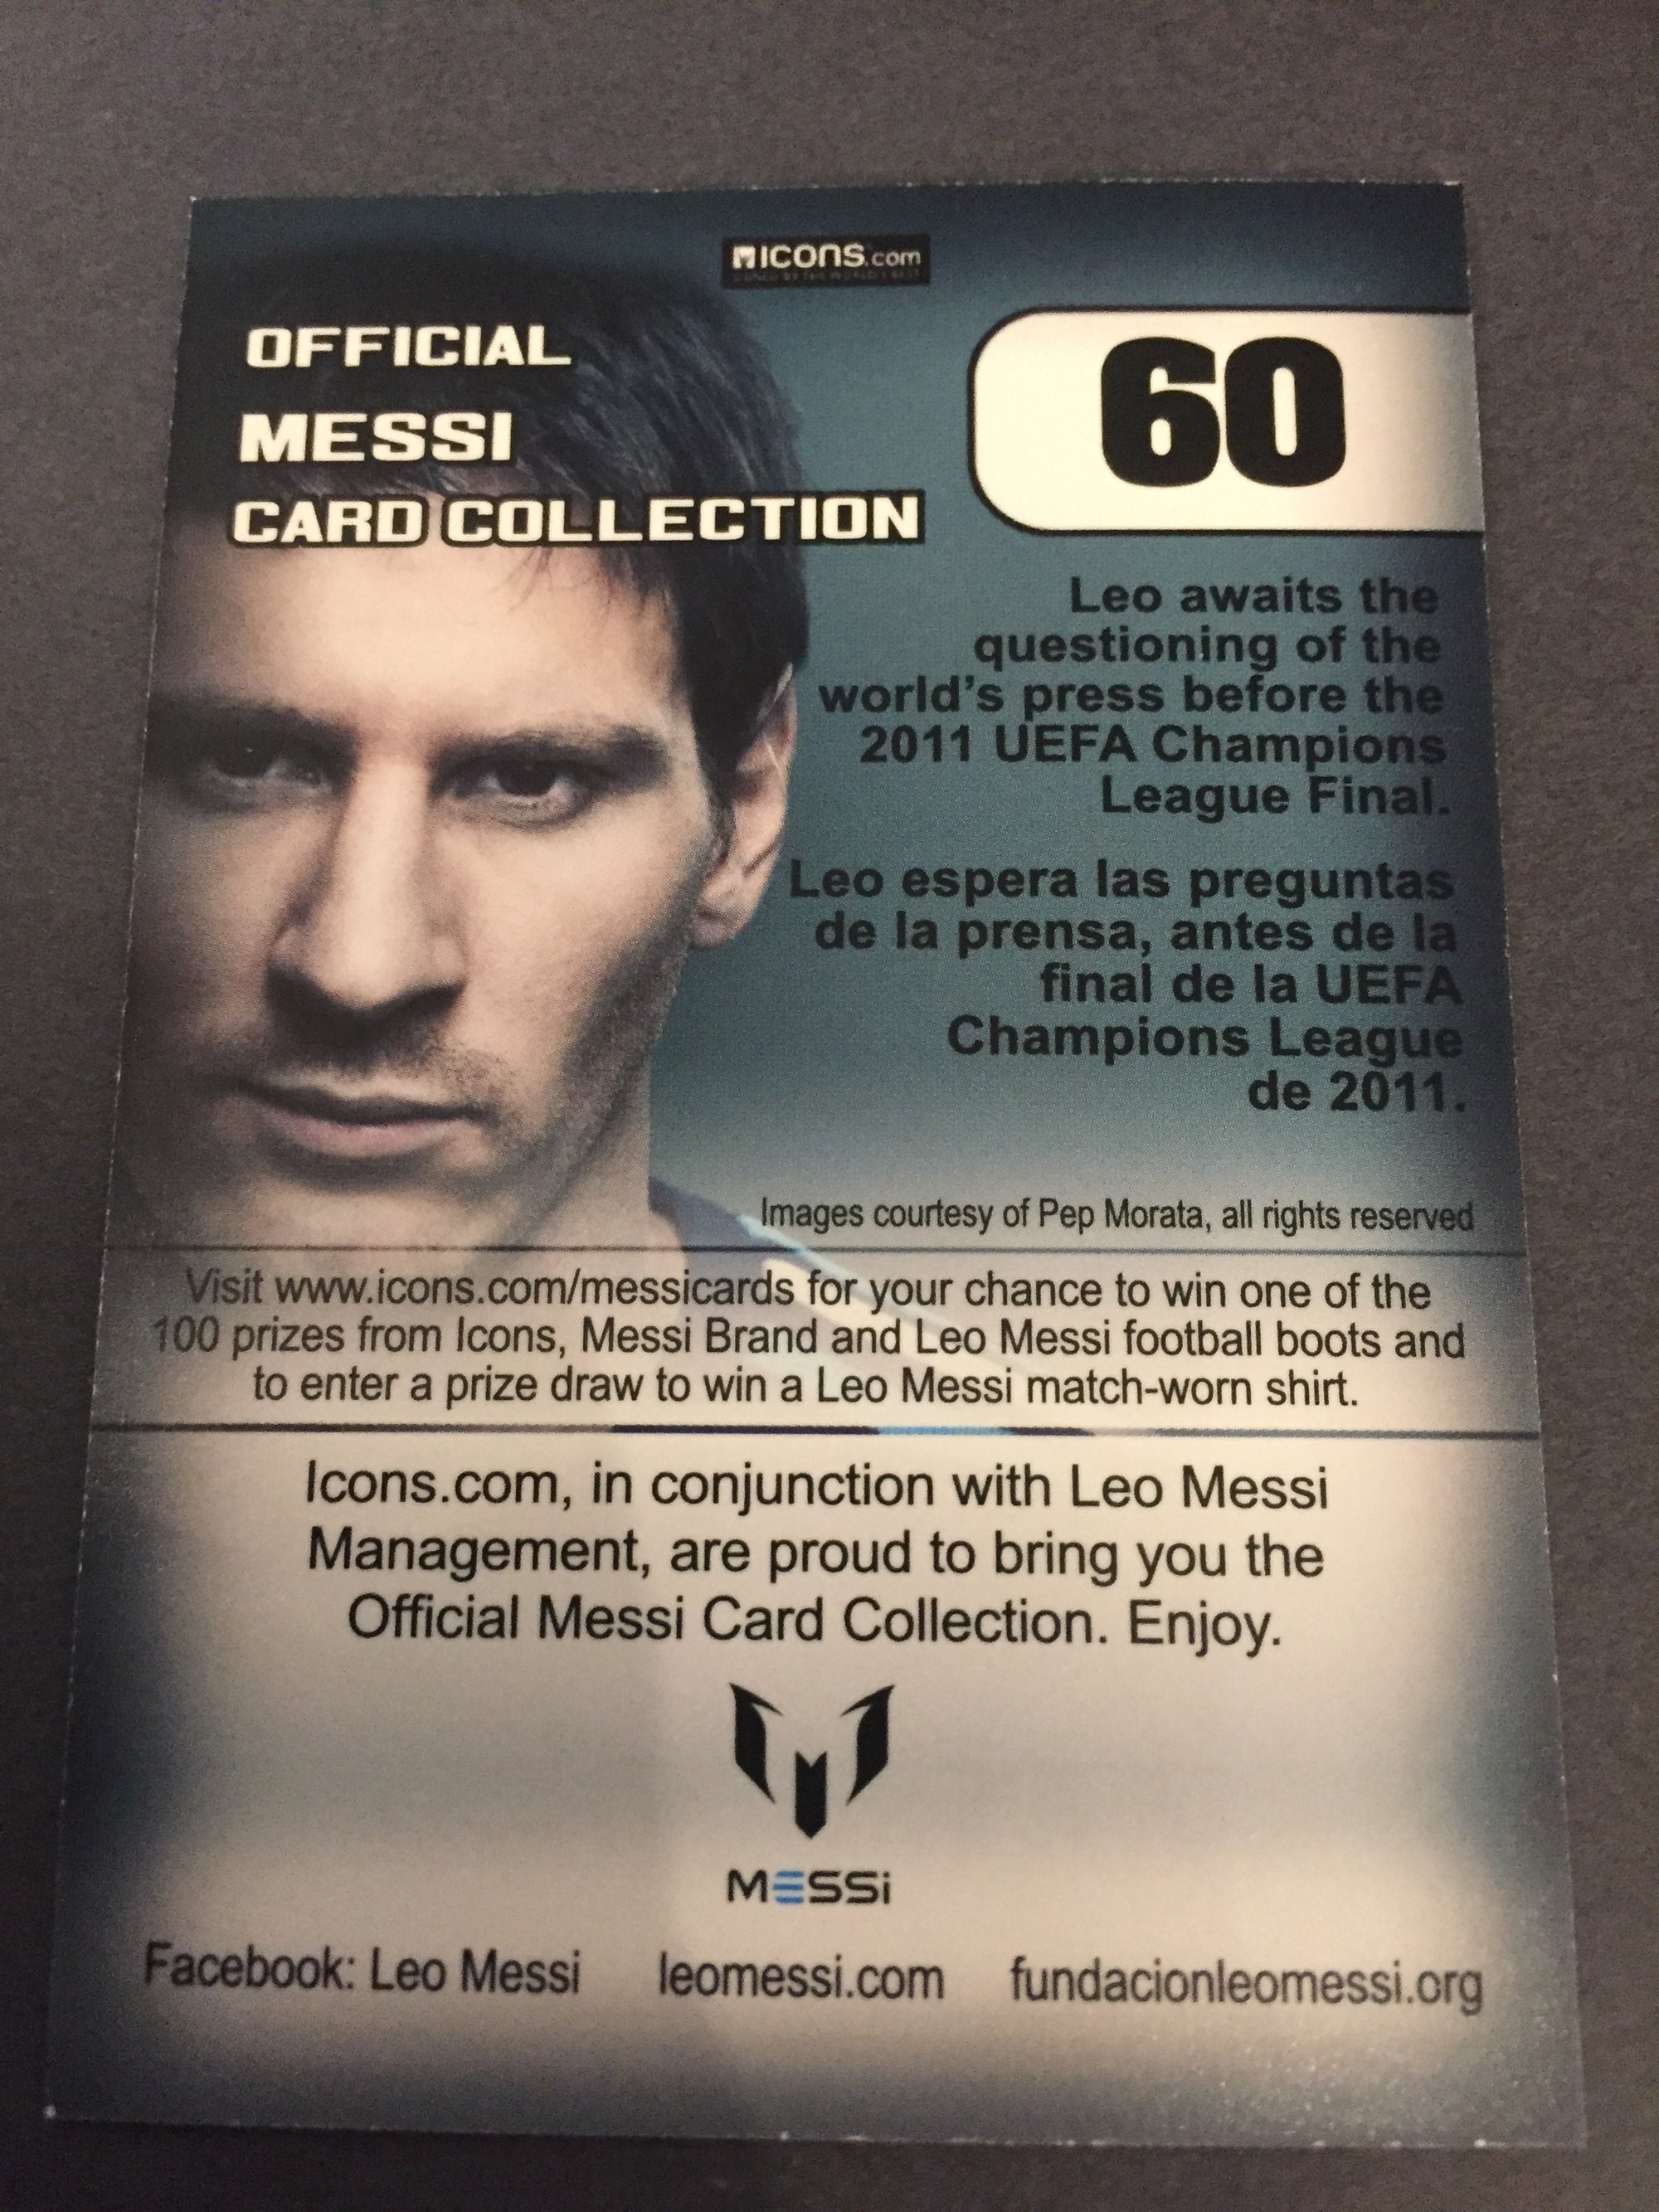 ICONS.com
OFFICIAL
MESSI
CARD COLLECTION
60
Leo awaits the
questioning of the
world's press before the
2011 UEFA Champions
League Final.
Leo espera las preguntas
de la prensa, antes de la
final de la UEFA
Champions League
de 2011.
Images courtesy of Pep Morata, all rights reserved
Visit www.icons.com/messicards for your chance to win one of the
100 prizes from Icons, Messi Brand and Leo Messi football boots and
to enter a prize draw to win a Leo Messi match-worn shirt.
Icons.com, in conjunction with Leo Messi
Management, are proud to bring you the
Official Messi Card Collection. Enjoy.
MESSi
Facebook: Leo Messi leomessi.com fundacionleomessi.org